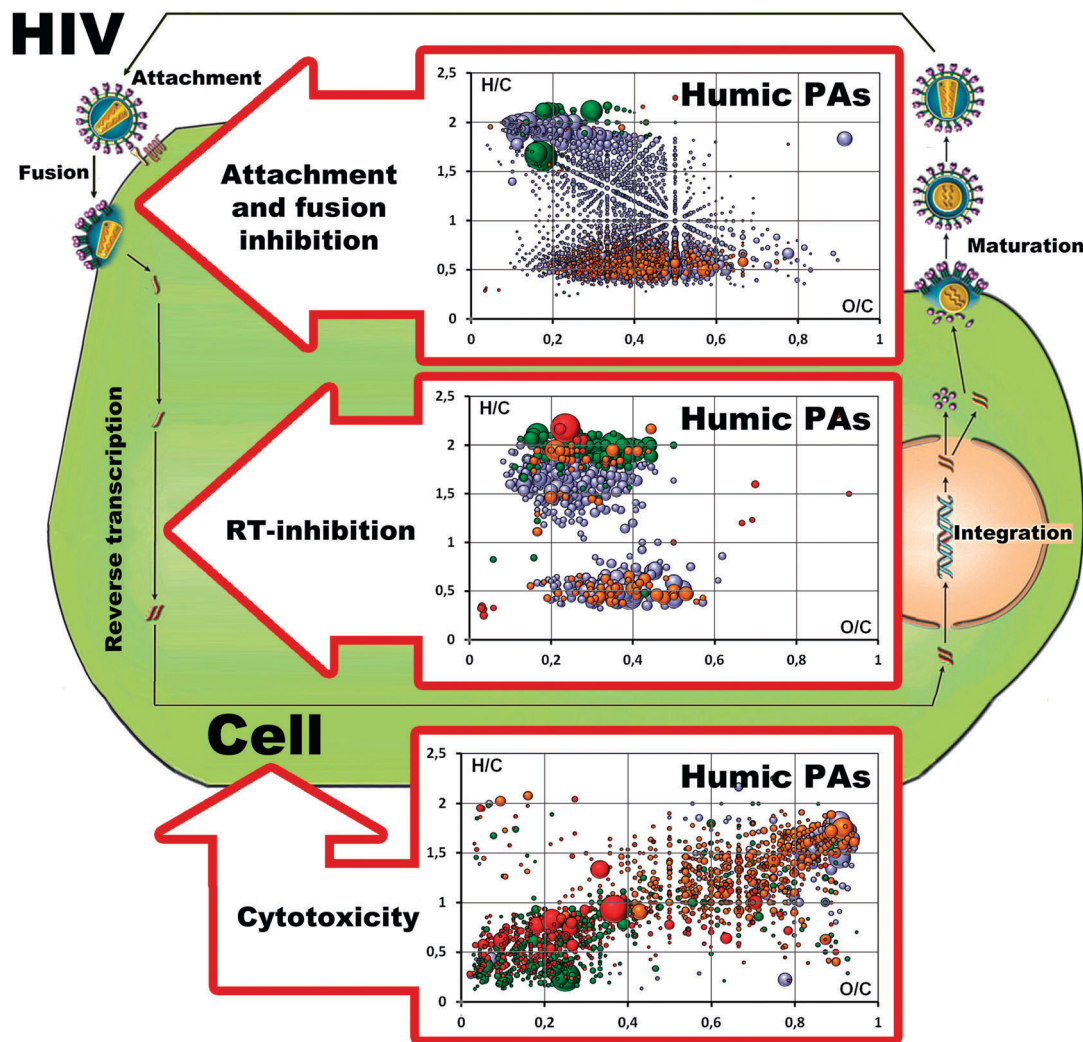 HIV
Attachment
Fusion
Attachment
and fusion
inhibition
H/C
Humic PAs
2,5
2
1,5
1
0,5
0
O/C
0 0,2 0,4 0,6 0,8 1
Maturation
Reverse transcription
RT-inhibition
H/C
Humic PAs
2,5
2
1,5
1
0,5
0
O/C
0 0,2 0,4 0,6 0,8 1
Integration
Cell
Cytotoxicity
H/C
Humic PAs
2,5
2
1,5
1
0,5
0
O/C
0 0,2 0,4 0,6 0,8 1